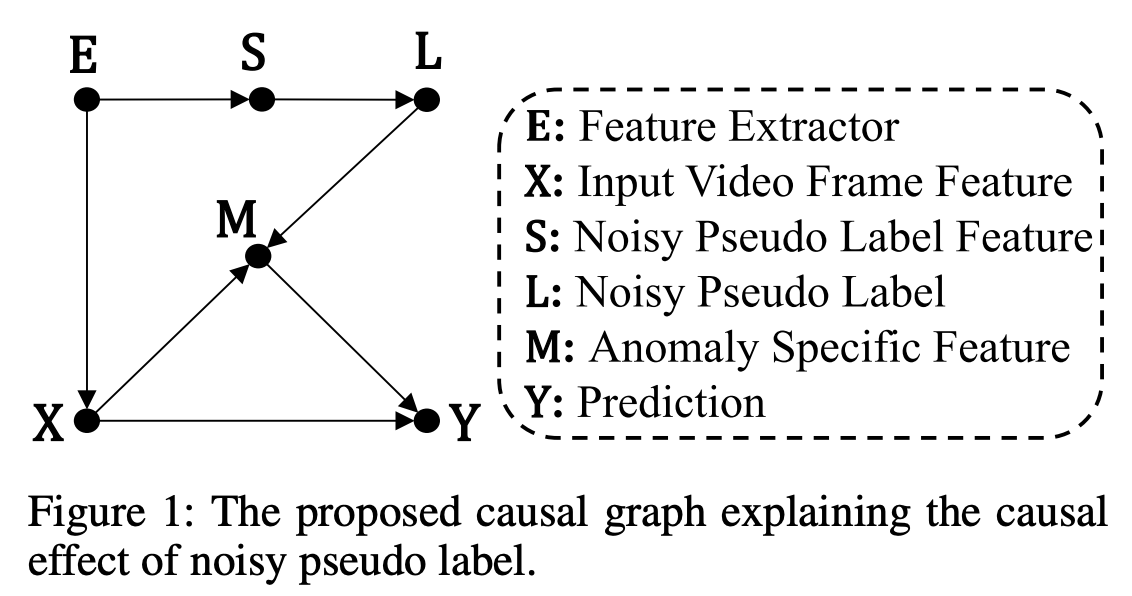 E S L
E: Feature Extractor
X: Input Video Frame Feature
M
S: Noisy Pseudo Label Feature
L: Noisy Pseudo Label
M: Anomaly Specific Feature
X Y
Y: Prediction
Figure 1: The proposed causal graph explaining the causal
effect of noisy pseudo label.